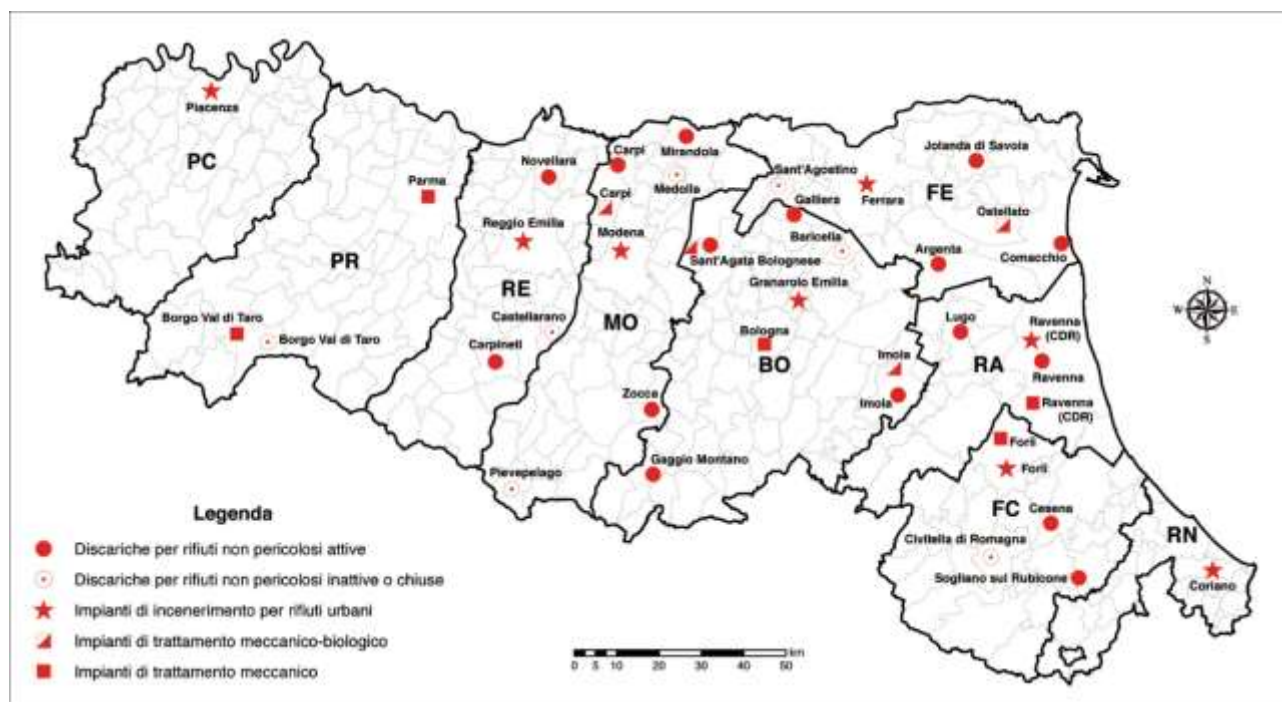 Piacenza
PC
PR
Parma
Borgo Val di Taro
Borgo Val di Taro
Novellara
Reggio Emilia
RE
Castellarano
Carpineti
Carpi
Mirandola
Medolla
Carpi
Modena
MO
Zocca
Pievepelago
Sant'Agostino
Galliera
Baricella
Sant'Agata Bolognese
Granarolo Emilia
Bologna
BO
Imola
Imola
Gaggio Montano
Jolanda di Savoia
Ferrara
FE
Ostellato
Argenta
Comacchio
Lugo
RA
Ravenna
(CDR)
Ravenna
Ravenna
(CDR)
Forlì
Forlì
FC
Cesena
Civitella di Romagna
Sogliano sul Rubicone
RN
Coriano
N
W
E
S
Legenda
Discariche per rifiuti non pericolosi attive
Discariche per rifiuti non pericolosi inattive o chiuse
Impianti di incenerimento per rifiuti urbani
Impianti di trattamento meccanico-biologico
Impianti di trattamento meccanico
km
0 5 10 20 30 40 50